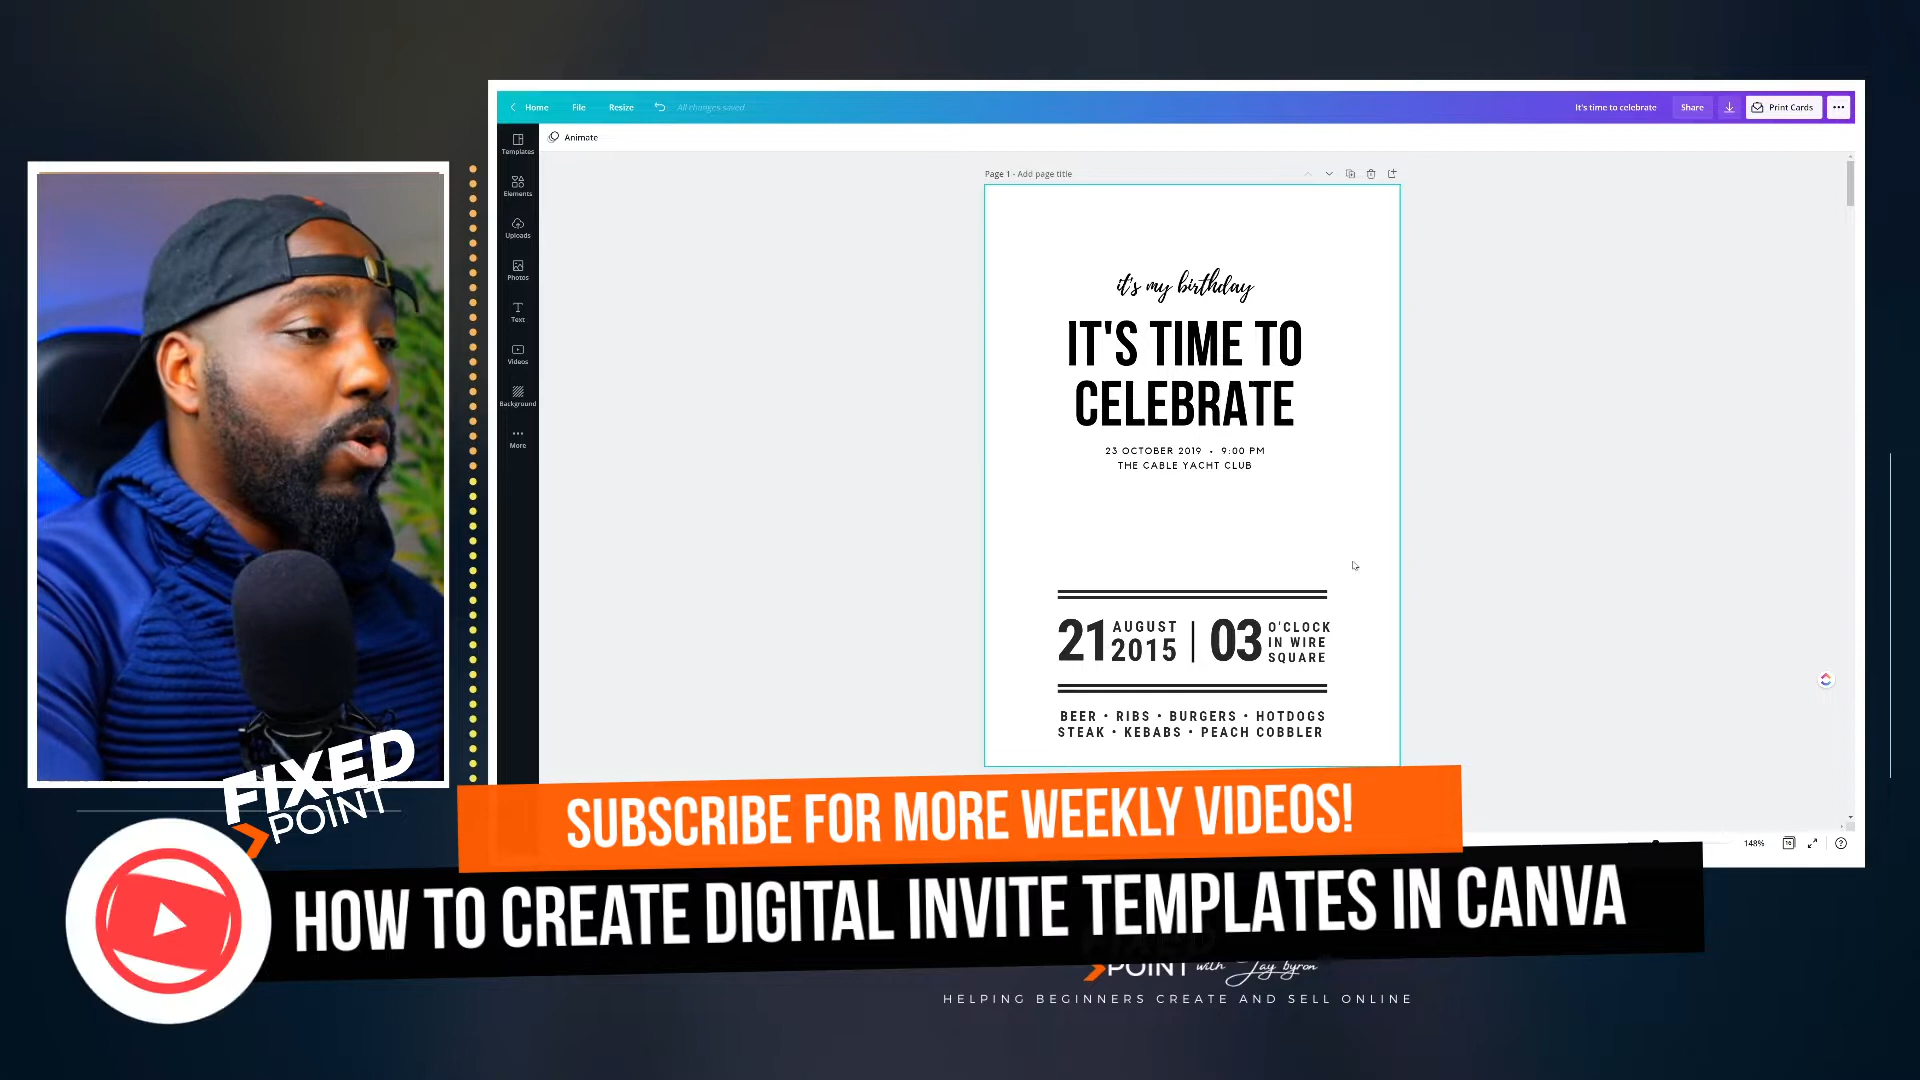 Home
File
Resize
All changes saved
It's time to celebrate
Share
Print Cards
Animate
Templates
Elements
Uploads
Photos
Text
Videos
Background
More
Page 1 - Add page title
it's my birthday
IT'S TIME TO
CELEBRATE
23 OCTOBER 2019 • 9:00 PM
THE CABLE YACHT CLUB
21 AUGUST 2015 | 03 O'CLOCK IN WIRE SQUARE
BEER • RIBS • BURGERS • HOTDOGS
STEAK • KEBABS • PEACH COBBLER
148%
16
FIXED
POINT
SUBSCRIBE FOR MORE WEEKLY VIDEOS!
HOW TO CREATE DIGITAL INVITE TEMPLATES IN CANVA
FIXED
POINT with Jay byron
HELPING BEGINNERS CREATE AND SELL ONLINE